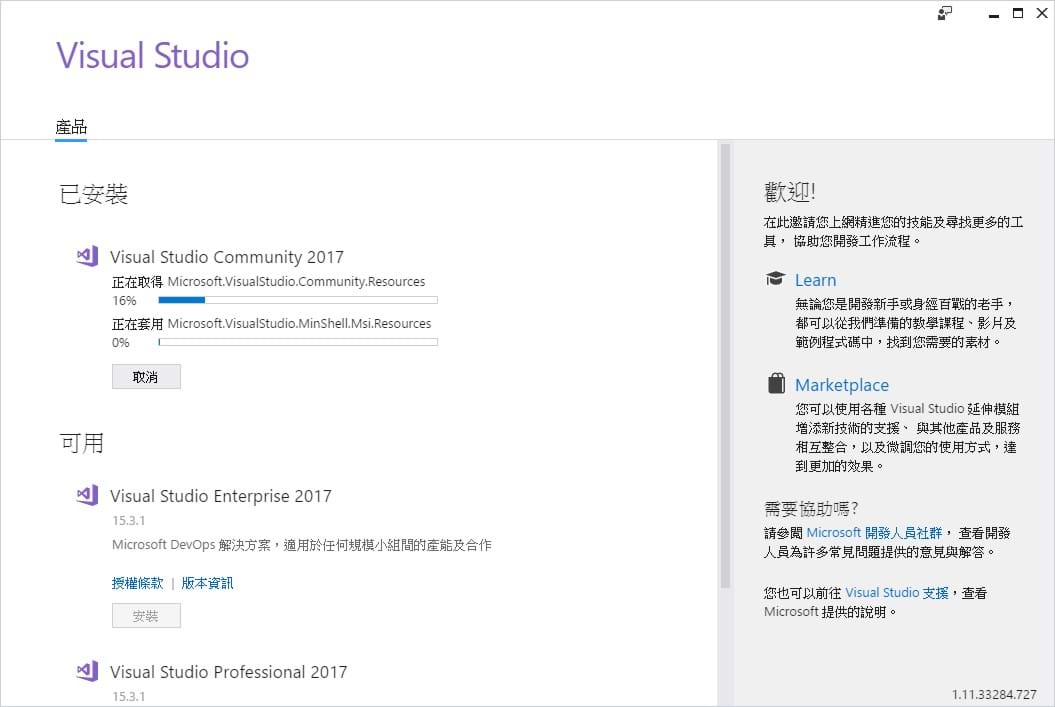 Visual Studio
產品
已安裝
Visual Studio Community 2017
正在取得 Microsoft.VisualStudio.Community.Resources
16%
正在套用 Microsoft.VisualStudio.MinShell.Msi.Resources
0%
取消
可用
Visual Studio Enterprise 2017
15.3.1
Microsoft DevOps 解決方案，適用於任何規模小組間的產能及合作
授權條款 | 版本資訊
安裝
Visual Studio Professional 2017
15.3.1
歡迎!
在此邀請您上網精進您的技能及尋找更多的工
具， 協助您開發工作流程。
Learn
無論您是開發新手或身經百戰的老手，
都可以從我們準備的教學課程、影片及
範例程式碼中，找到您需要的素材。
Marketplace
您可以使用各種 Visual Studio 延伸模組
增添新技術的支援、 與其他產品及服務
相互整合，以及微調您的使用方式，達
到更加的效果。
需要協助嗎?
請參閱 Microsoft 開發人員社群， 查看開發
人員為許多常見問題提供的意見與解答。
您也可以前往 Visual Studio 支援，查看
Microsoft 提供的說明。
1.11.33284.727